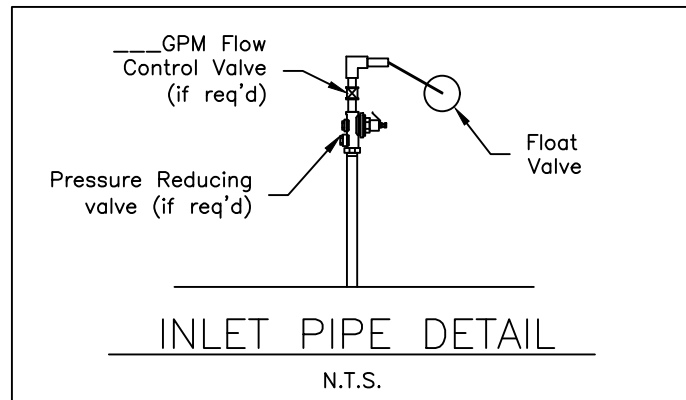 ___GPM Flow
Control Valve
(if req'd)
Float
Valve
Pressure Reducing
valve (if req'd)
INLET PIPE DETAIL
N.T.S.